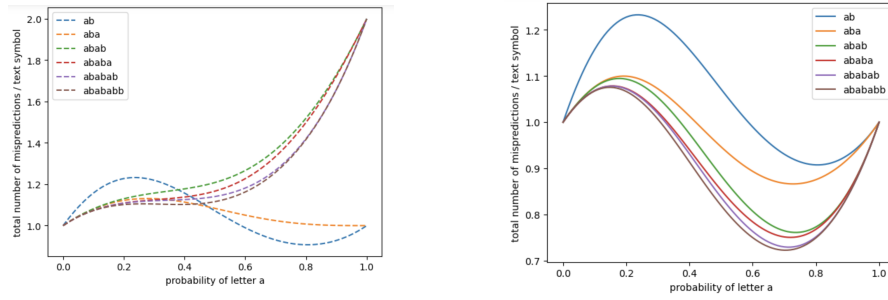 total number of mispredictions / text symbol
2.0
1.8
1.6
1.4
1.2
1.0
ab
aba
abab
ababa
ababab
abababb
0.0 0.2 0.4 0.6 0.8 1.0
probability of letter a
total number of mispredictions / text symbol
1.2
1.1
1.0
0.9
0.8
0.7
ab
aba
abab
ababa
ababab
abababb
0.0 0.2 0.4 0.6 0.8 1.0
probability of letter a